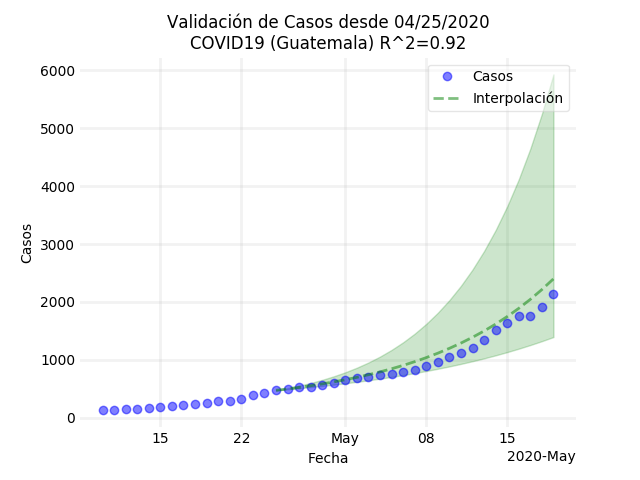 Validación de Casos desde 04/25/2020
COVID19 (Guatemala) R^2=0.92
Casos
Interpolación
6000
5000
4000
3000
2000
1000
0
Casos
15
22
May
08
15
Fecha
2020-May